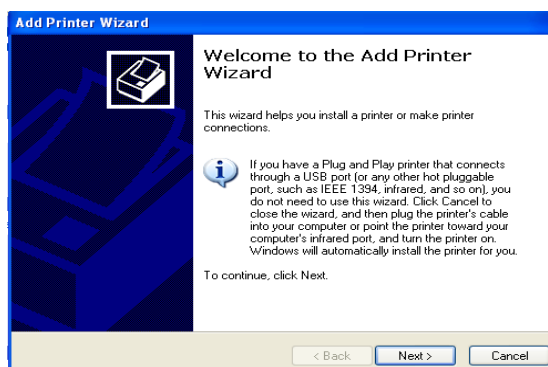 Add Printer Wizard
Welcome to the Add Printer
Wizard
This wizard helps you install a printer or make printer
connections.
If you have a Plug and Play printer that connects
through a USB port (or any other hot pluggable
port, such as IEEE 1394, infrared, and so on), you
do not need to use this wizard. Click Cancel to
close the wizard, and then plug the printer's cable
into your computer or point the printer toward your
computer's infrared port, and turn the printer on.
Windows will automatically install the printer for you.
To continue, click Next.
< Back
Next >
Cancel